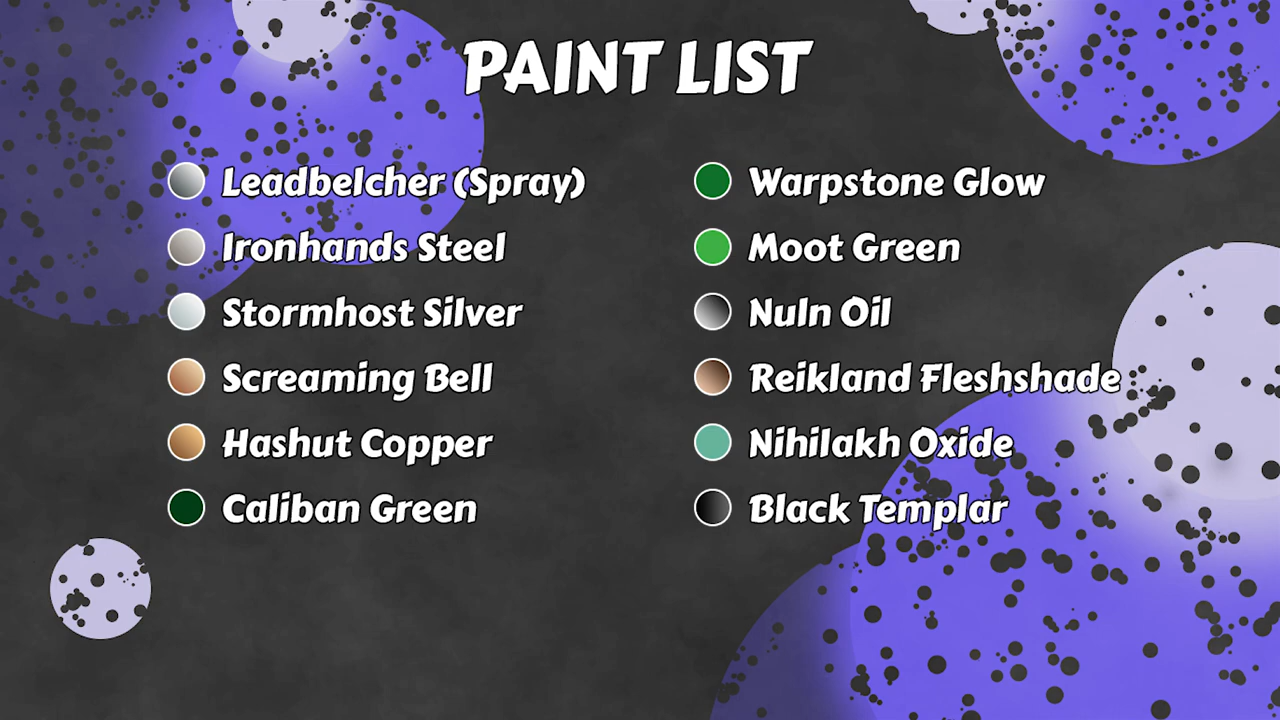 PAINT LIST
Leadbelcher (Spray)
Ironhands Steel
Stormhost Silver
Screaming Bell
Hashut Copper
Caliban Green
Warpstone Glow
Moot Green
Nuln Oil
Reikland Fleshshade
Nihilakh Oxide
Black Templar